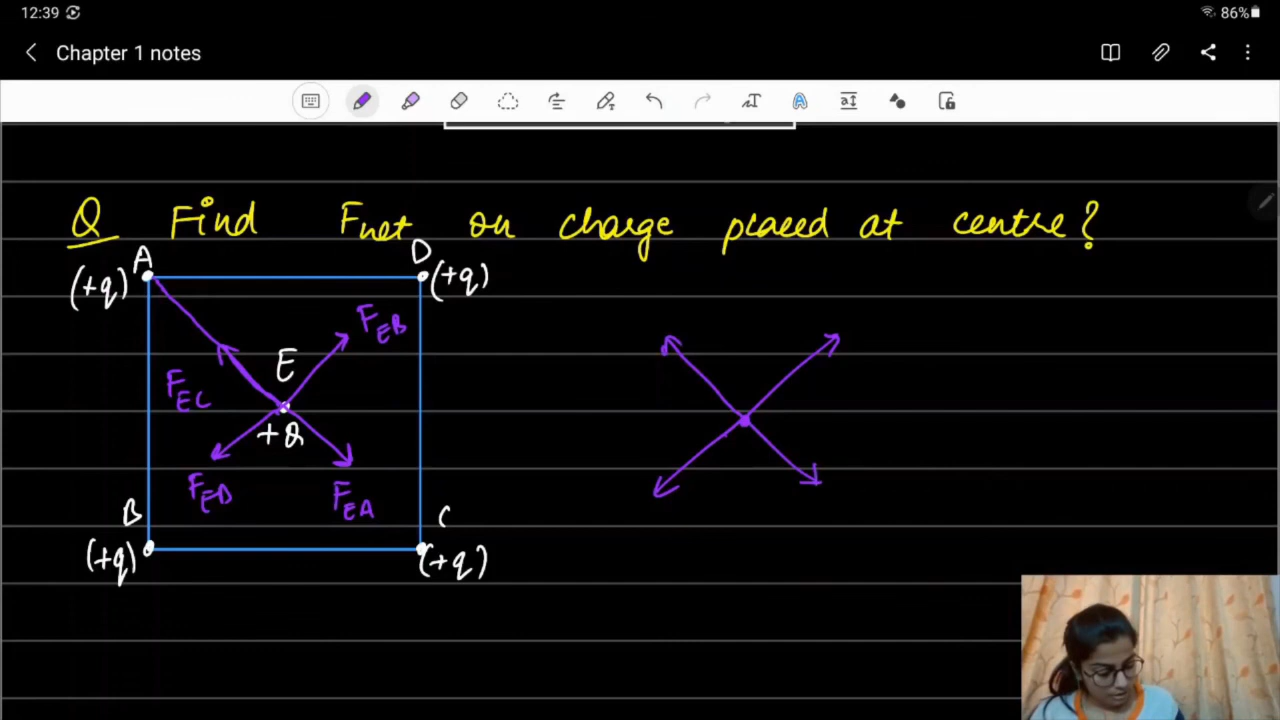 12:39
86%
Chapter 1 notes
Q Find Fnet on charge placed at centre?
A
D
(+q)
(+q)
FEB
E
FEC
+Q
FED
FEA
B
C
(+q)
(+q)